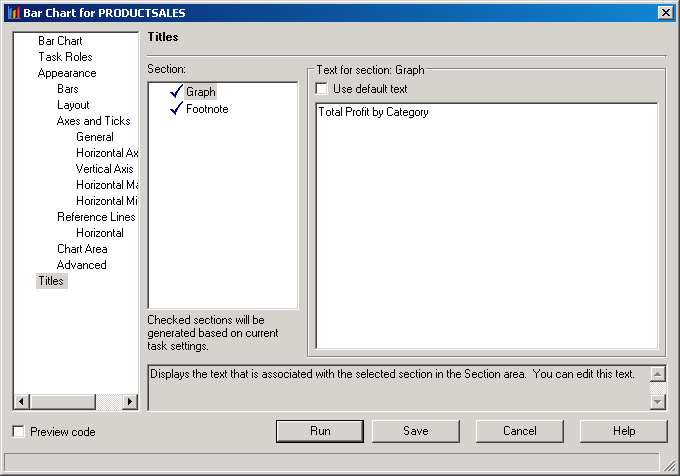 Bar Chart for PRODUCTSALES
Bar Chart
Task Roles
Appearance
Bars
Layout
Axes and Ticks
General
Horizontal Ax
Vertical Axis
Horizontal Ma
Horizontal Mi
Reference Lines
Horizontal
Chart Area
Advanced
Titles
Titles
Section:
Graph
Footnote
Checked sections will be
generated based on current
task settings.
Text for section: Graph
Use default text
Total Profit by Category
Displays the text that is associated with the selected section in the Section area. You can edit this text.
Preview code
Run
Save
Cancel
Help